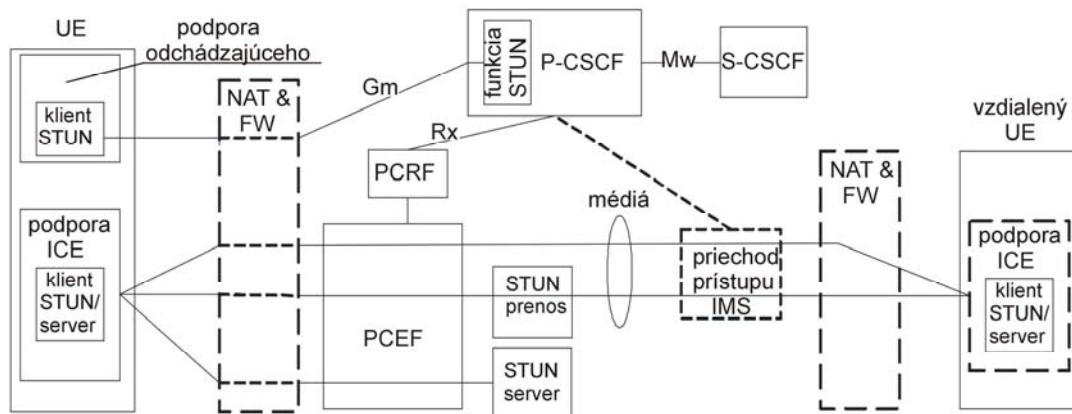 UE
podpora
odchádzajúceho
klient
STUN
NAT &
FW
Gm
funkcia
STUN
P-CSCF
Mw
S-CSCF
Rx
PCRF
vzdialený
UE
NAT &
FW
médiá
podpora
ICE
klient
STUN/
server
PCEF
STUN
prenos
STUN
server
priechod
prístupu
IMS
podpora
ICE
klient
STUN/
server